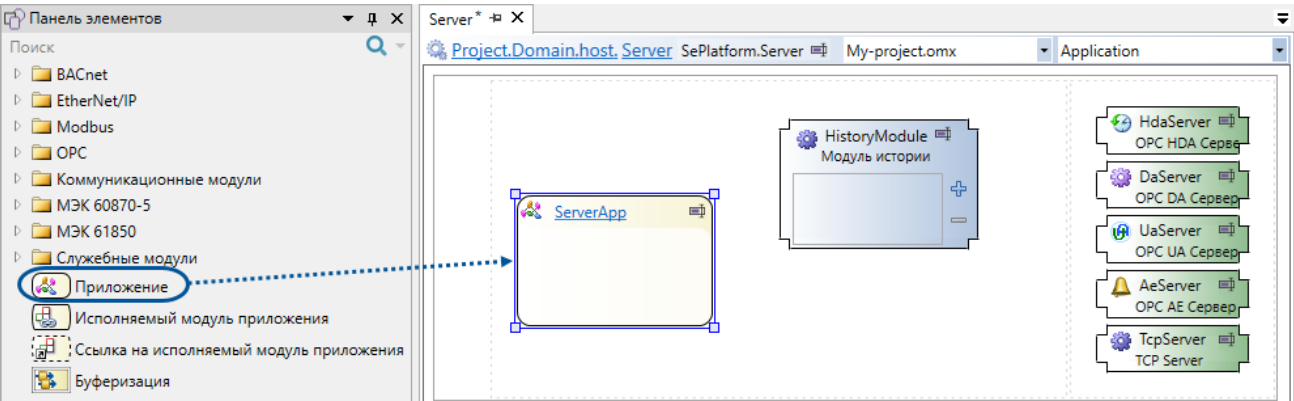 Панель элементов
Поиск
BACnet
EtherNet/IP
Modbus
OPC
Коммуникационные модули
МЭК 60870-5
МЭК 61850
Служебные модули
Приложение
Исполняемый модуль приложения
Ссылка на исполняемый модуль приложения
Буферизация
Server*
Project.Domain.host. Server SePlatform.Server My-project.omx Application
ServerApp
HistoryModule
Модуль истории
HdaServer
OPC HDA Серве
DaServer
OPC DA Сервер
UaServer
OPC UA Сервер
AeServer
OPC AE Сервер
TcpServer
TCP Server